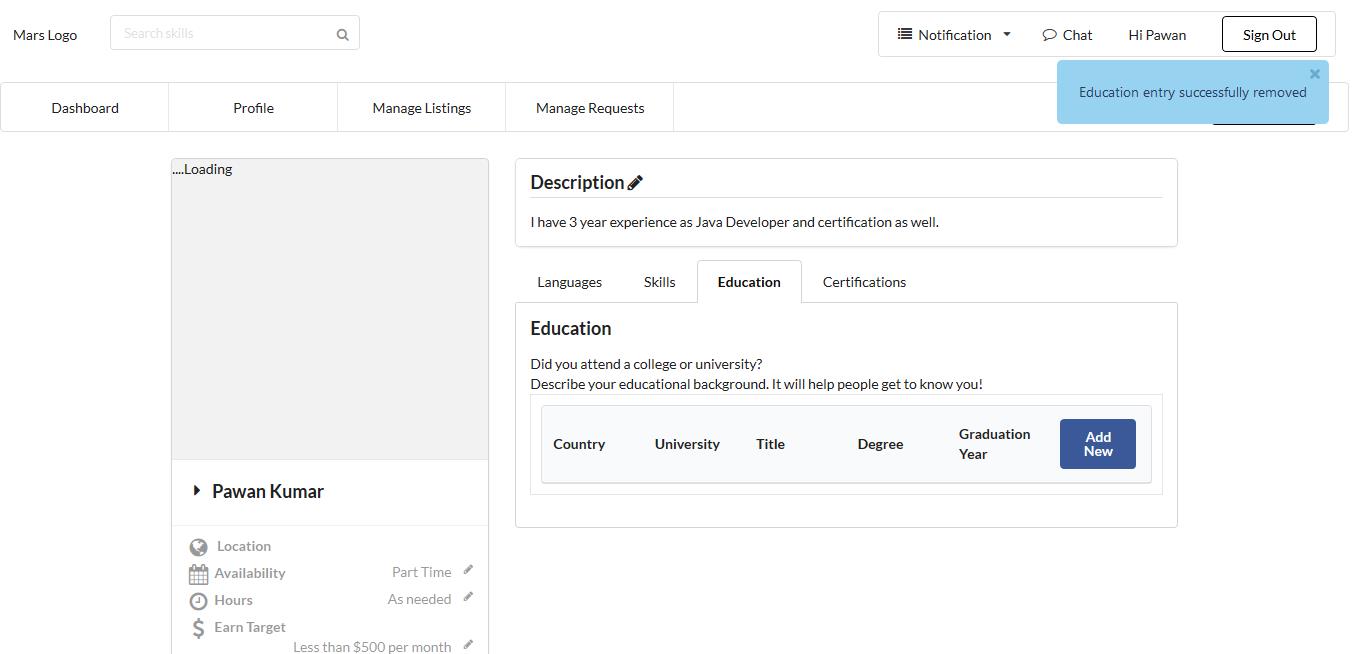 Mars Logo
Search skills
Notification
Chat
Hi Pawan
Sign Out
Education entry successfully removed
×
Dashboard
Profile
Manage Listings
Manage Requests
....Loading
Description
I have 3 year experience as Java Developer and certification as well.
Languages
Skills
Education
Certifications
Education
Did you attend a college or university?
Describe your educational background. It will help people get to know you!
Country
University
Title
Degree
Graduation
Year
Add
New
Pawan Kumar
Location
Availability
Part Time
Hours
As needed
Earn Target
Less than $500 per month